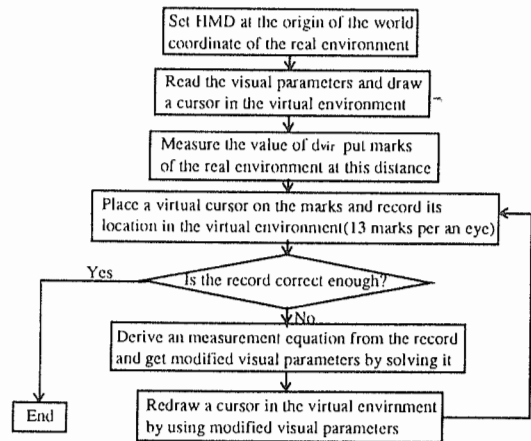 Set HMD at the origin of the world
coordinate of the real environment
Read the visual parameters and draw
a cursor in the virtual environment
Measure the value of dvir put marks
of the real environment at this distance
Place a virtual cursor on the marks and record its
location in the virtual environment(13 marks per an eye)
Yes
Is the record correct enough?
No
Derive an measurement equation from the record
and get modified visual parameters by solving it
End
Redraw a cursor in the virtual envirnment
by using modified visual parameters